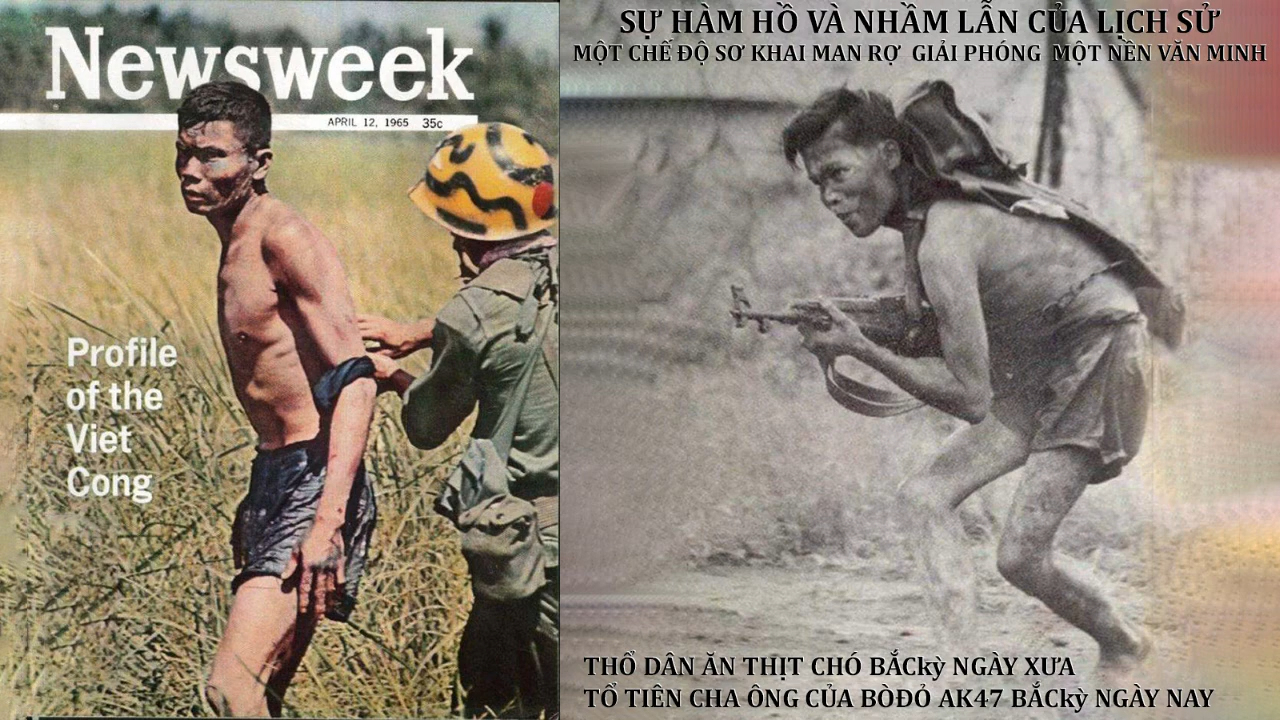 Newsweek
APRIL 12, 1965 35c
Profile
of the
Viet
Cong
SỰ HÀM HỒ VÀ NHẦM LẪN CỦA LỊCH SỬ
MỘT CHẾ ĐỘ SƠ KHAI MAN RỢ GIẢI PHÓNG MỘT NỀN VĂN MINH
THỔ DÂN ĂN THỊT CHÓ BẮCkỳ NGÀY XƯA
TỔ TIÊN CHA ÔNG CỦA BÒĐỎ AK47 BẮCkỳ NGÀY NAY